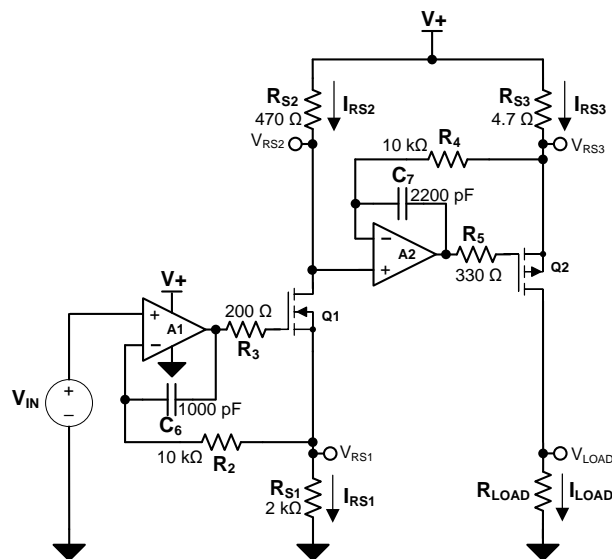 V+
RS2
470 Ω
IRS2
VRS2
RS3
4.7 Ω
IRS3
VRS3
10 kΩ
R4
C7
2200 pF
−
+
A2
R5
330 Ω
Q2
V+
+
−
A1
200 Ω
R3
Q1
VIN
+
−
C6
1000 pF
10 kΩ
R2
VRS1
RS1
2 kΩ
IRS1
VLOAD
RLOAD
ILOAD